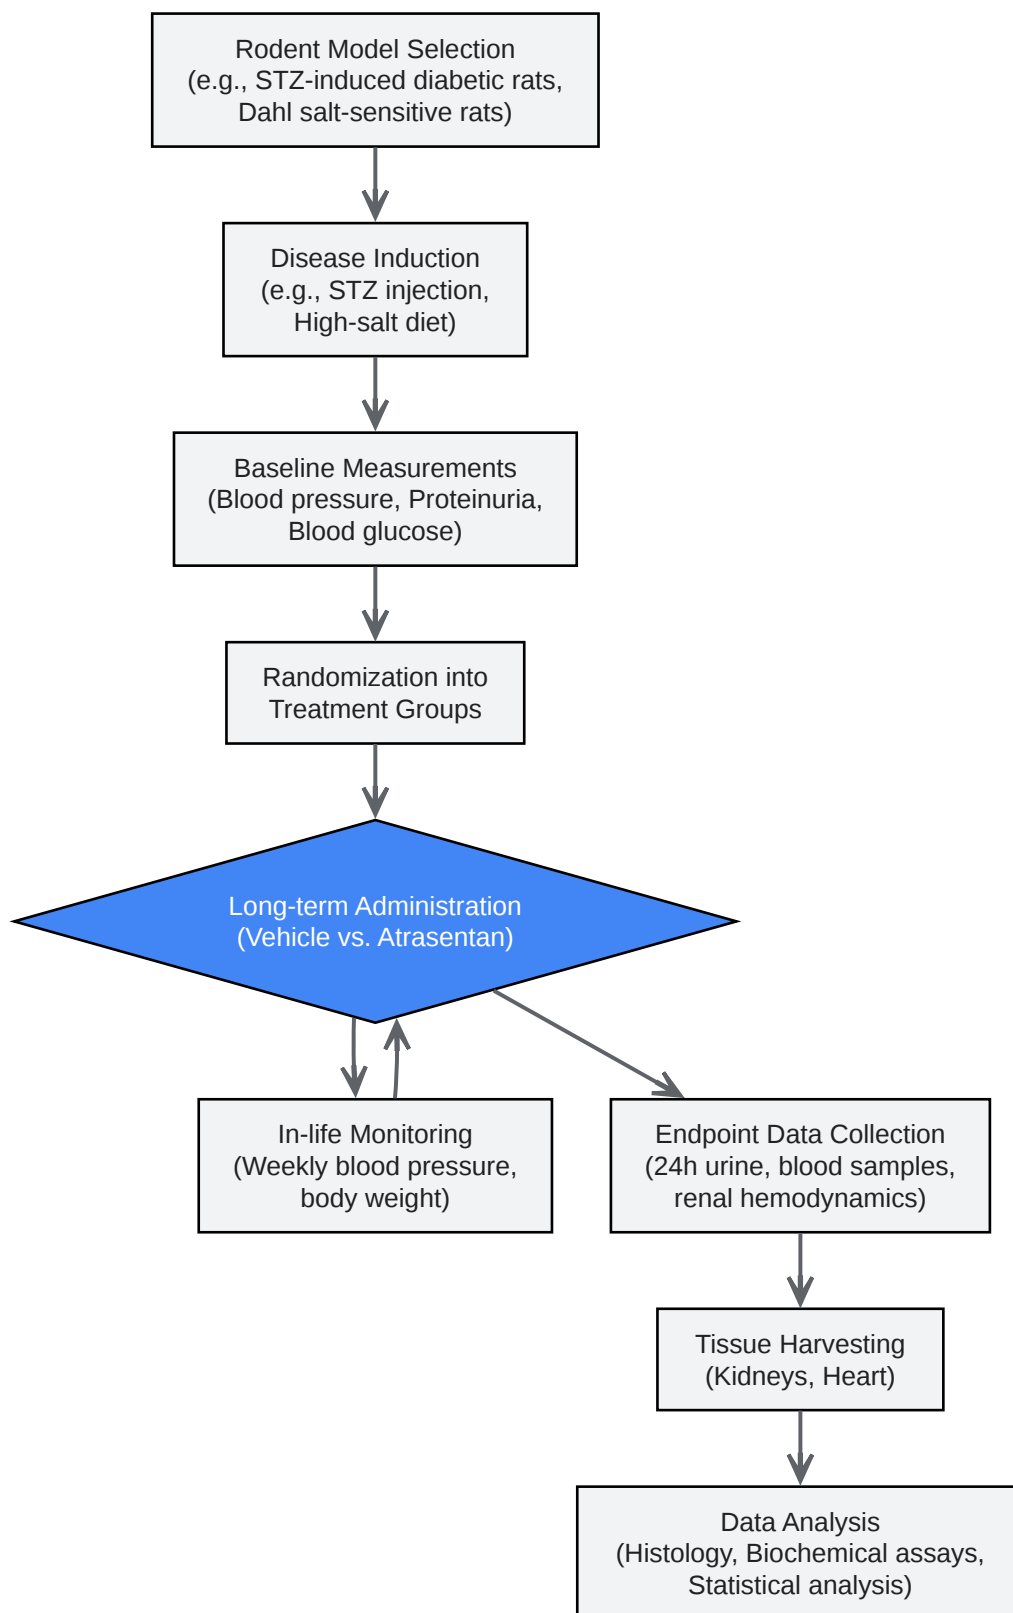 Rodent Model Selection
(e.g., STZ-induced diabetic rats,
Dahl salt-sensitive rats)
Disease Induction
(e.g., STZ injection,
High-salt diet)
Baseline Measurements
(Blood pressure, Proteinuria,
Blood glucose)
Randomization into
Treatment Groups
Long-term Administration
(Vehicle vs. Atrasentan)
In-life Monitoring
(Weekly blood pressure,
body weight)
Endpoint Data Collection
(24h urine, blood samples,
renal hemodynamics)
Tissue Harvesting
(Kidneys, Heart)
Data Analysis
(Histology, Biochemical assays,
Statistical analysis)